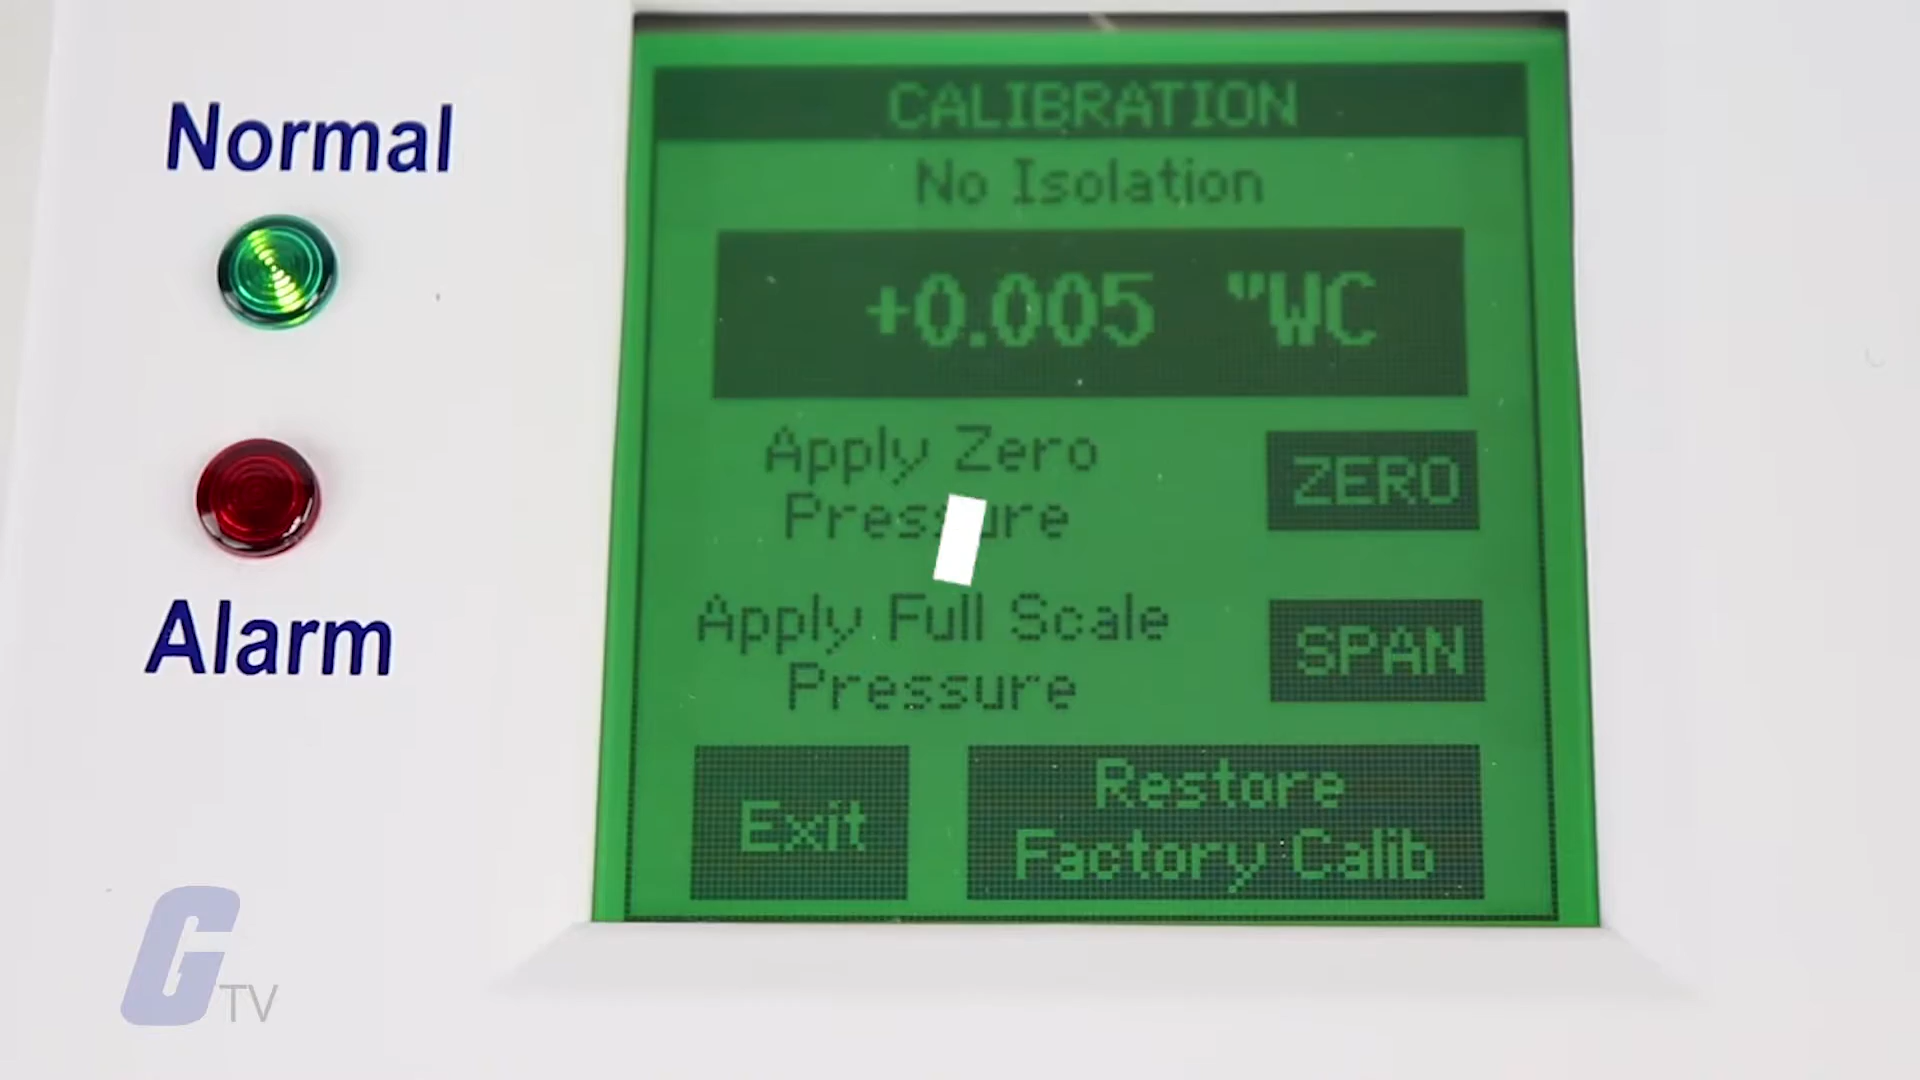 Normal
Alarm
CALIBRATION
No Isolation
+0.005 "WC
Apply Zero
Pressure
ZERO
Apply Full Scale
Pressure
SPAN
Exit
Restore
Factory Calib
G TV